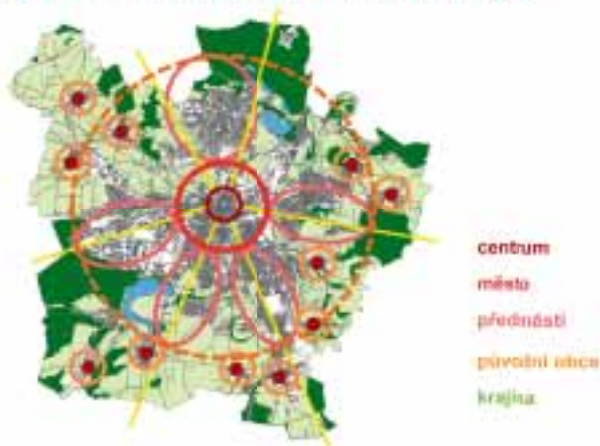 centrum
město
předměstí
původní obce
krajina